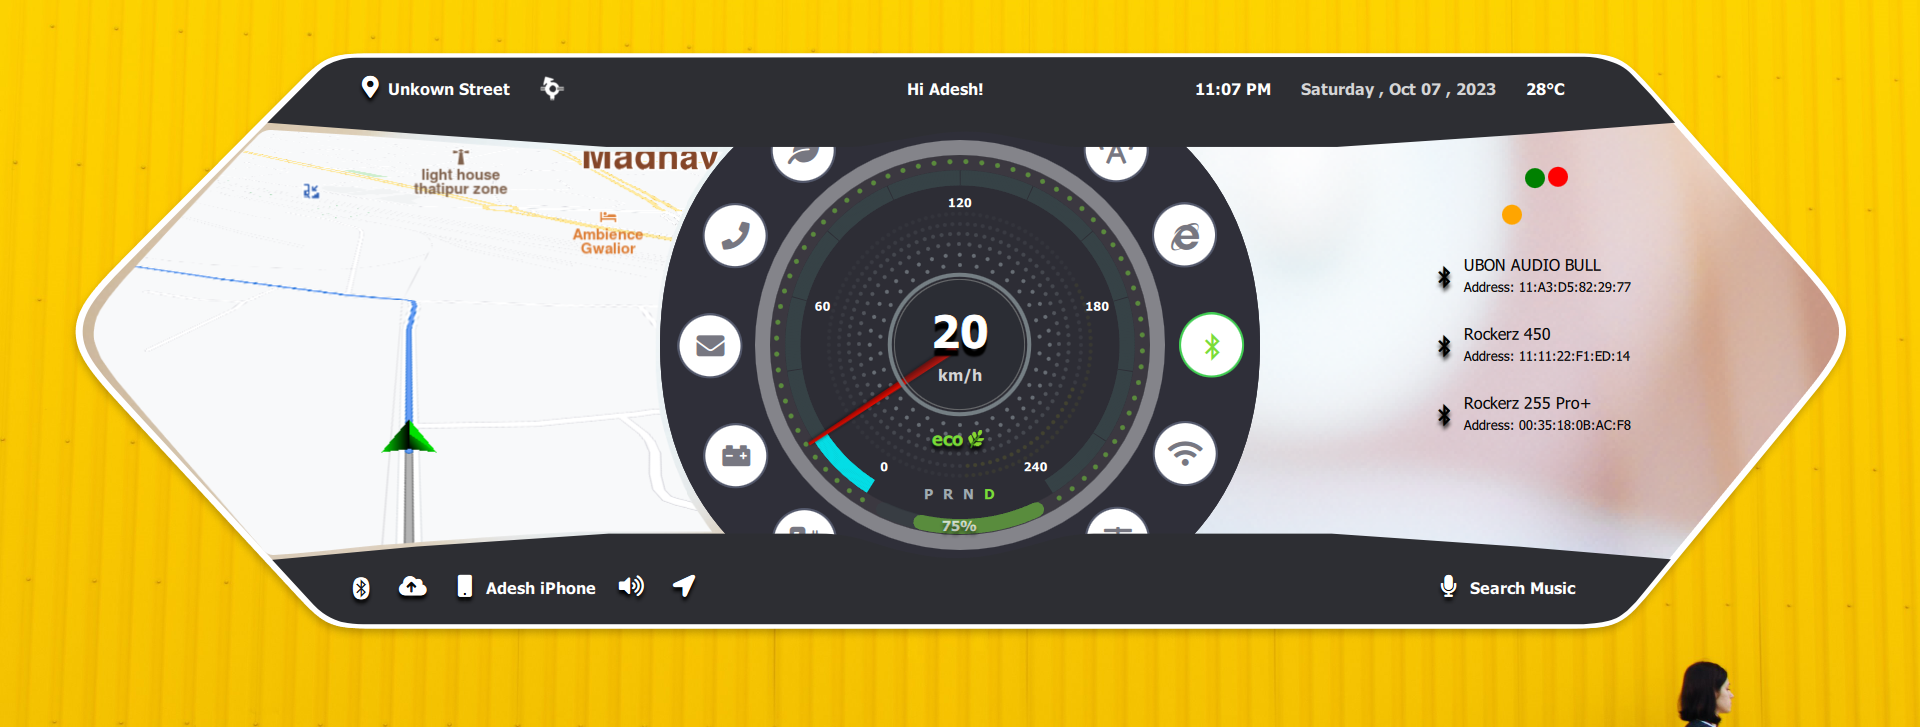 Unkown Street
Hi Adesh!
11:07 PM
Saturday , Oct 07 , 2023
28°C
light house
thatipur zone
Madhav
Ambience
Gwalior
120
60
180
20
km/h
eco
0
240
P R N D
75%
UBON AUDIO BULL
Address: 11:A3:D5:82:29:77
Rockerz 450
Address: 11:11:22:F1:ED:14
Rockerz 255 Pro+
Address: 00:35:18:0B:AC:F8
Adesh iPhone
Search Music